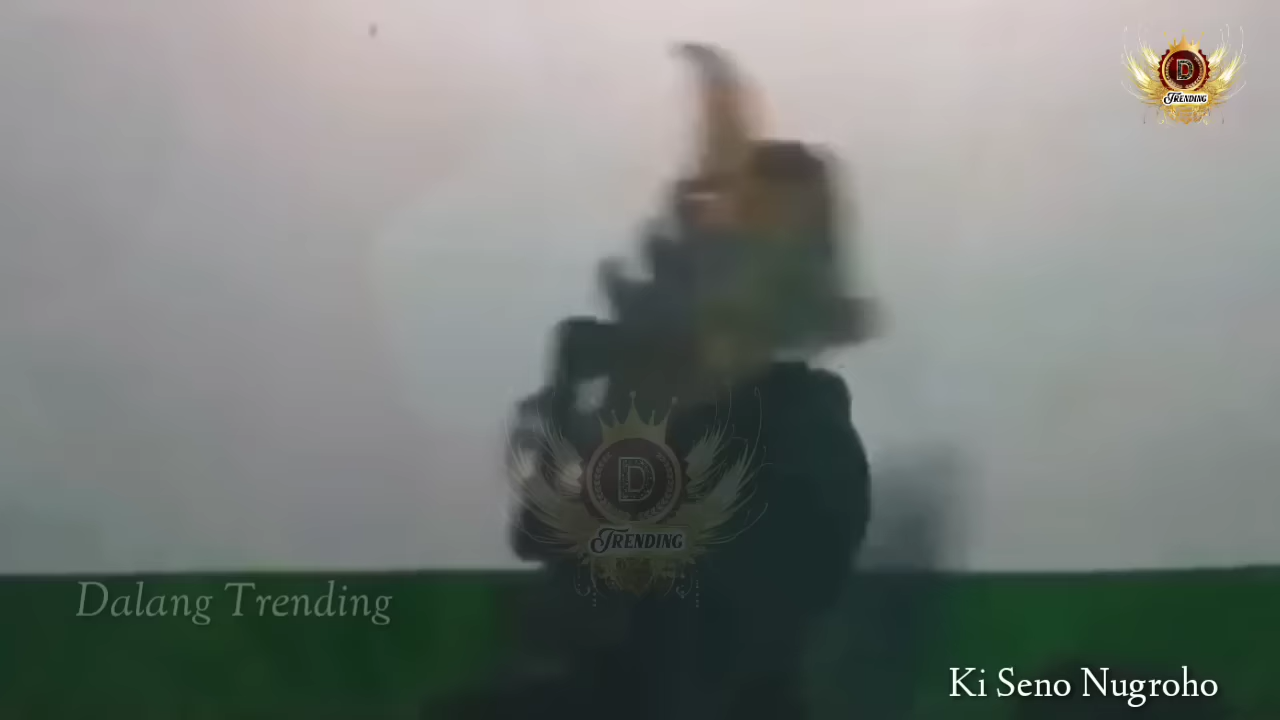 D
TRENDING
D
TRENDING
Dalang Trending
Ki Seno Nugroho